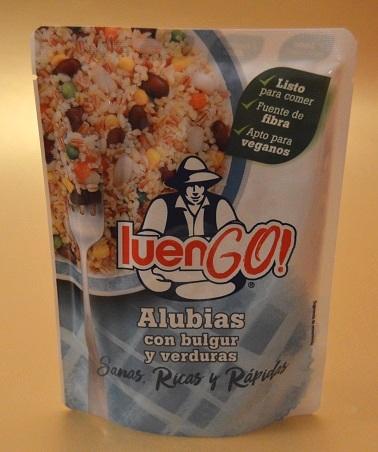 Listo
para comer
Fuente de
fibra
Apto para
veganos
luenGO!
®
Alubias
con bulgur
y verduras
Sanas, Ricas y Rápidas